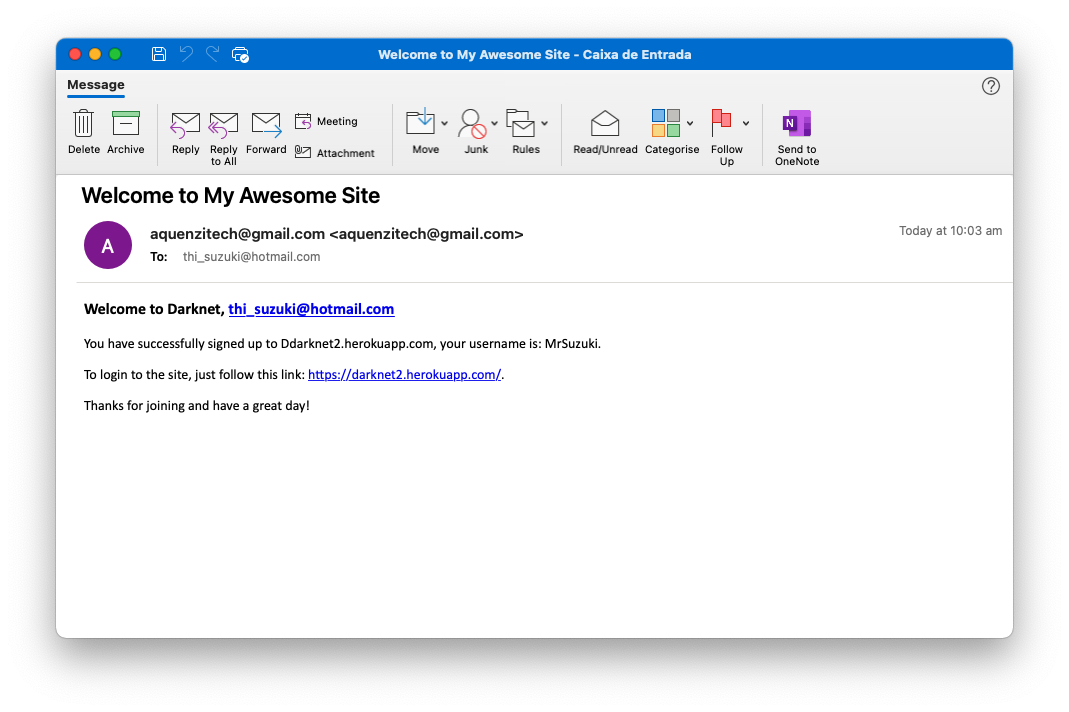 Welcome to My Awesome Site - Caixa de Entrada
Message
?
Delete
Archive
Reply
Reply to All
Forward
Meeting
Attachment
Move
Junk
Rules
Read/Unread
Categorise
Follow Up
N
Send to OneNote
Welcome to My Awesome Site
A
aquenzitech@gmail.com <aquenzitech@gmail.com>
Today at 10:03 am
To: thi_suzuki@hotmail.com
Welcome to Darknet, thi_suzuki@hotmail.com
You have successfully signed up to Ddarknet2.herokuapp.com, your username is: MrSuzuki.
To login to the site, just follow this link: https://darknet2.herokuapp.com/.
Thanks for joining and have a great day!